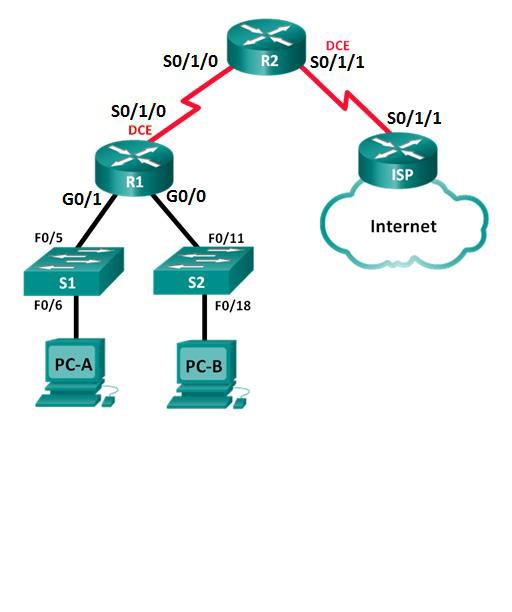 DCE
S0/1/0
R2
S0/1/1
S0/1/0
DCE
S0/1/1
R1
ISP
G0/1
G0/0
Internet
F0/5
F0/11
S1
S2
F0/6
F0/18
PC-A
PC-B